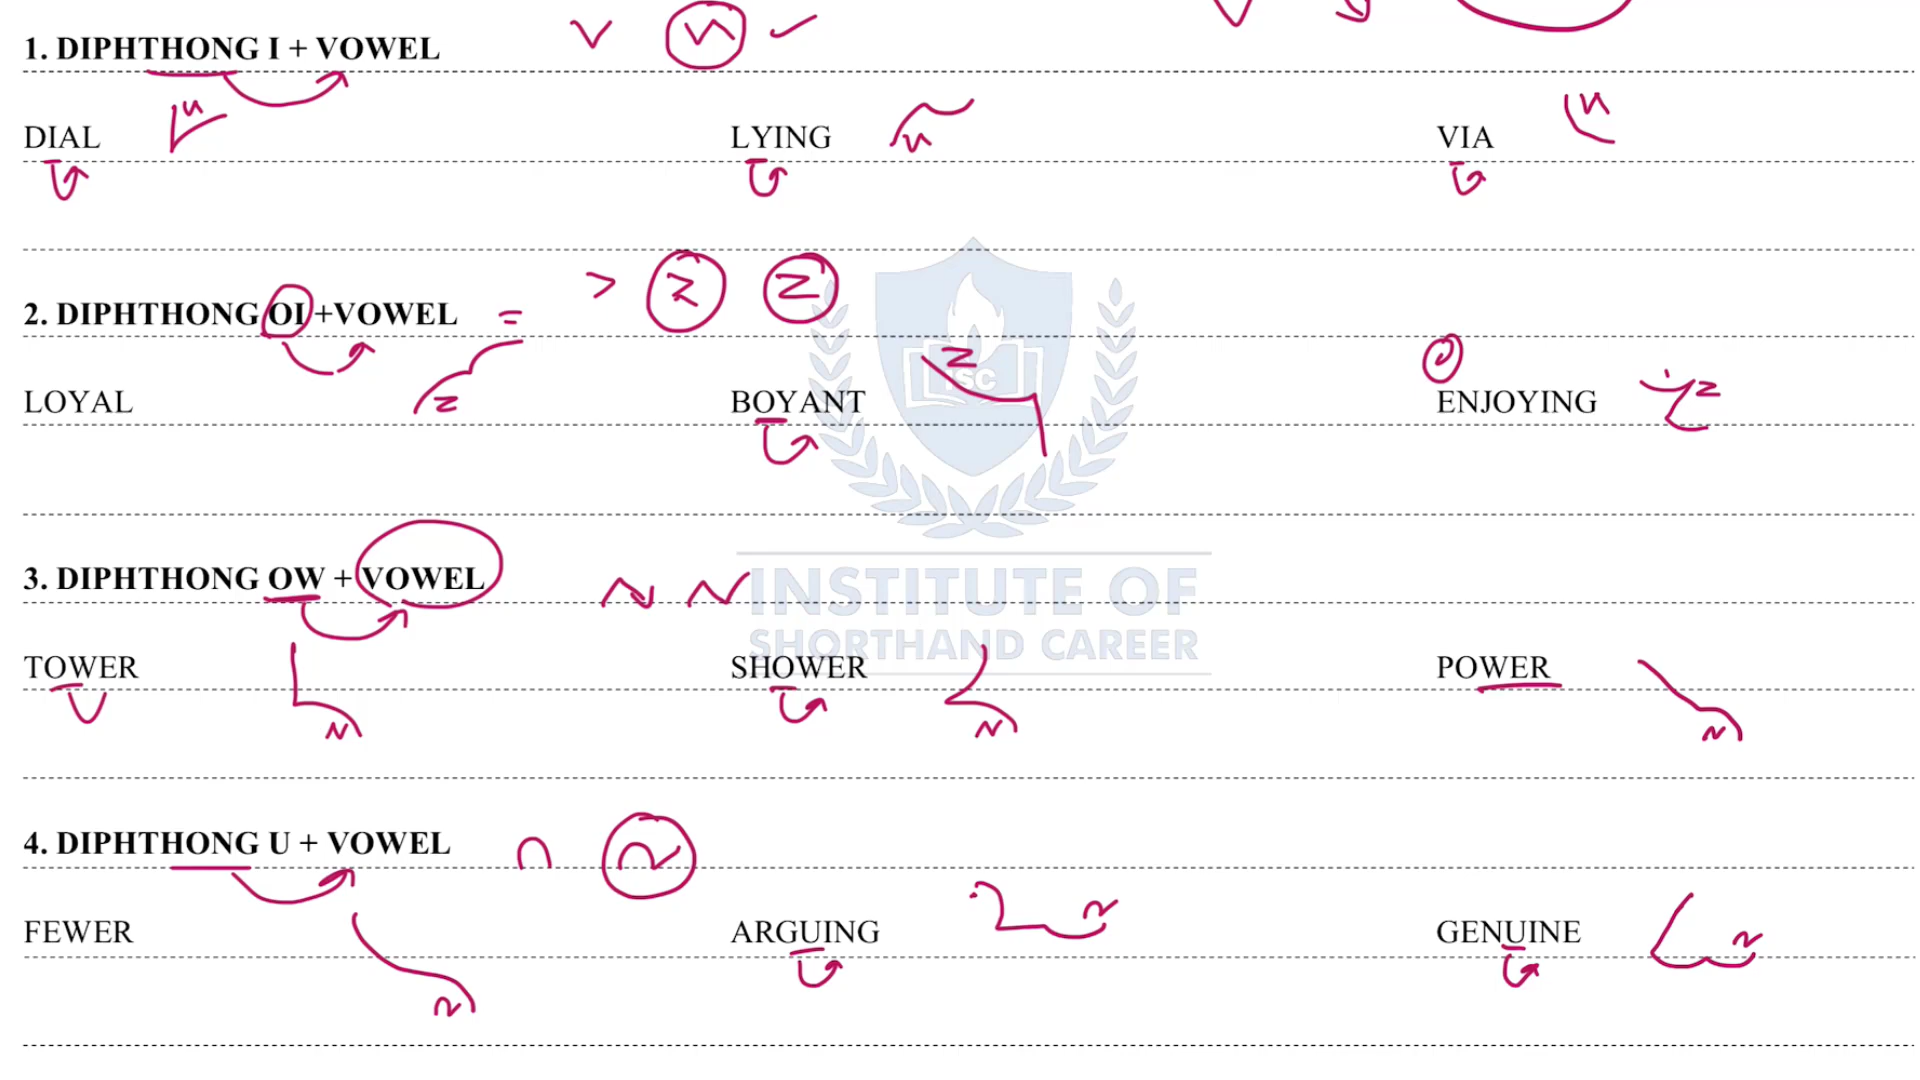 1. DIPHTHONG I + VOWEL
DIAL LYING VIA
2. DIPHTHONG OI +VOWEL =
LOYAL BOYANT ENJOYING
ISC
3. DIPHTHONG OW + VOWEL
INSTITUTE OF
SHORTHAND CAREER
TOWER SHOWER POWER
4. DIPHTHONG U + VOWEL
FEWER ARGUING GENUINE